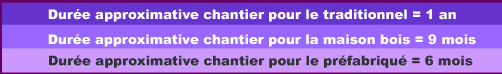 Durée approximative chantier pour le traditionnel = 1 an
Durée approximative chantier pour la maison bois = 9 mois
Durée approximative chantier pour le préfabriqué = 6 mois